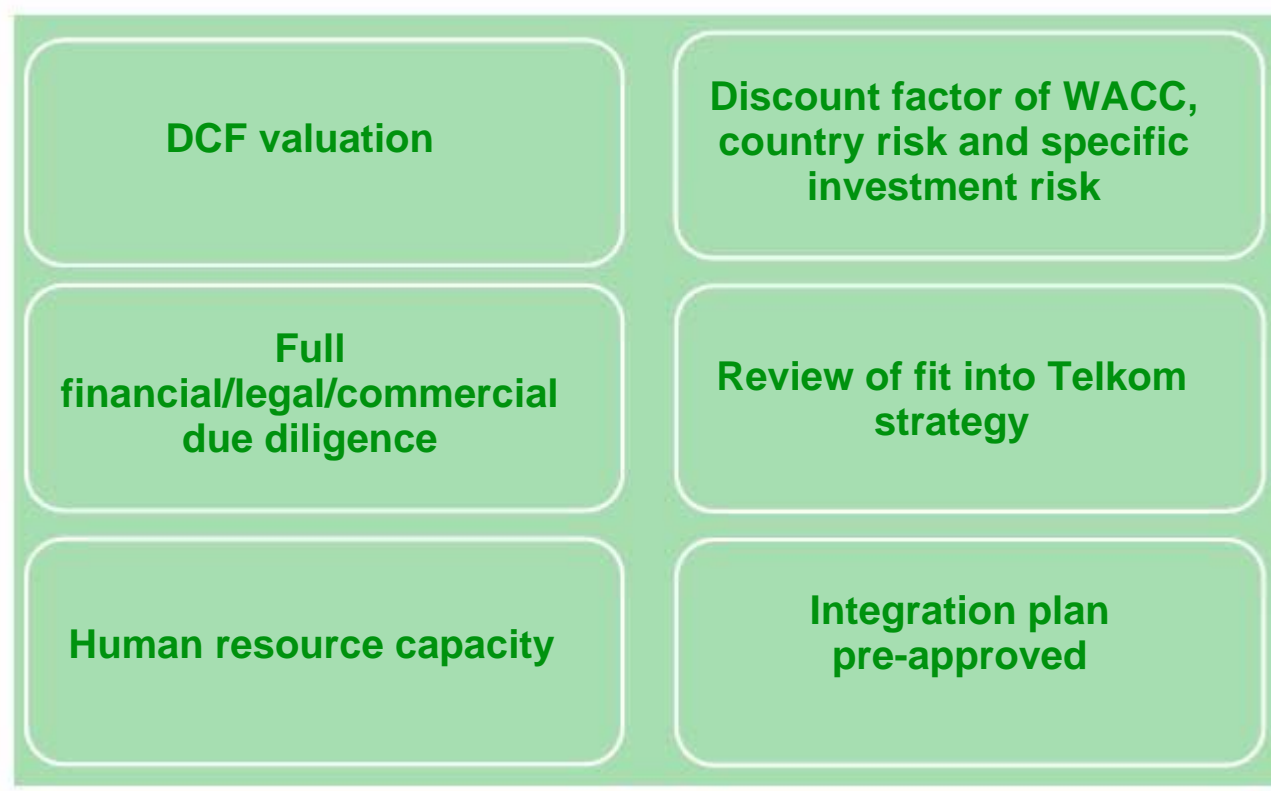 DCF valuation
Discount factor of WACC,
country risk and specific
investment risk
Full
financial/legal/commercial
due diligence
Review of fit into Telkom
strategy
Human resource capacity
Integration plan
pre-approved